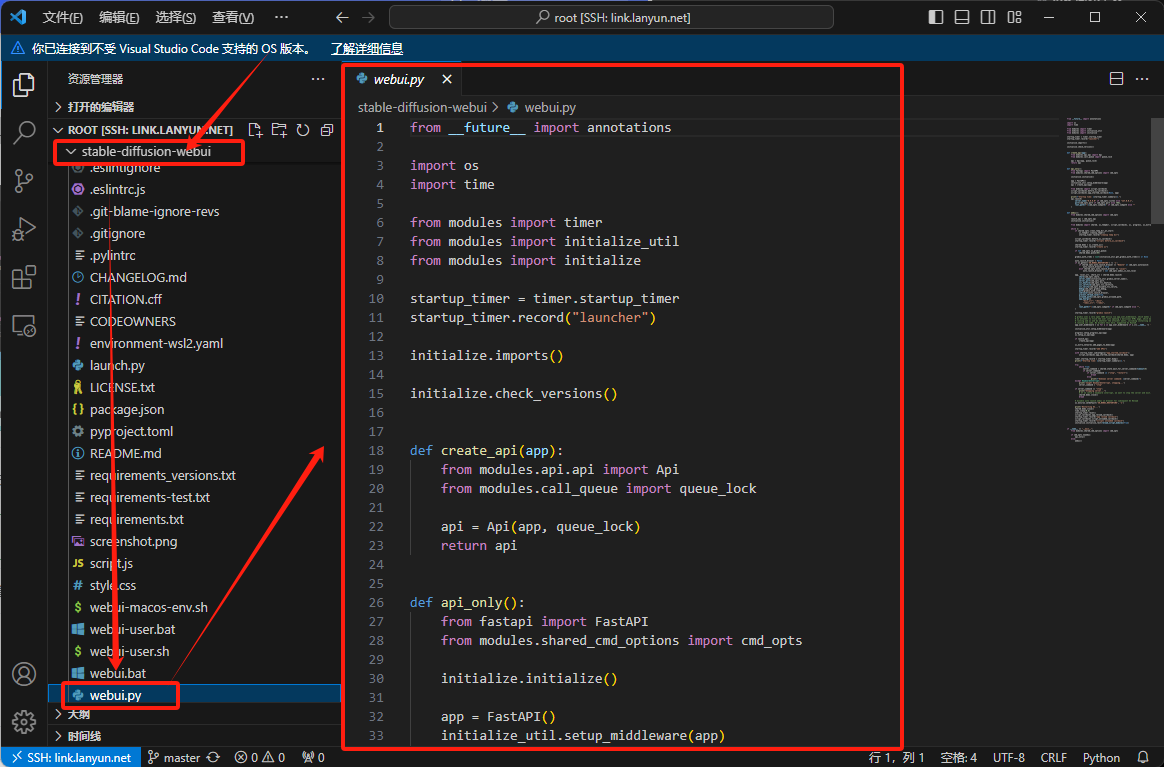 文件(F) 编辑(E) 选择(S) 查看(V) ··· root [SSH: link.lanyun.net]
你已连接到不受 Visual Studio Code 支持的 OS 版本。 了解详细信息
资源管理器
打开的编辑器
ROOT [SSH: LINK.LANYUN.NET]
stable-diffusion-webui
.eslintignore
.eslintrc.js
.git-blame-ignore-revs
.gitignore
.pylintrc
CHANGELOG.md
CITATION.cff
CODEOWNERS
environment-wsl2.yaml
launch.py
LICENSE.txt
package.json
pyproject.toml
README.md
requirements_versions.txt
requirements-test.txt
requirements.txt
screenshot.png
script.js
style.css
webui-macos-env.sh
webui-user.bat
webui-user.sh
webui.bat
webui.py
大纲
时间线
webui.py
stable-diffusion-webui > webui.py
1 from __future__ import annotations
2
3 import os
4 import time
5
6 from modules import timer
7 from modules import initialize_util
8 from modules import initialize
9
10 startup_timer = timer.startup_timer
11 startup_timer.record("launcher")
12
13 initialize.imports()
14
15 initialize.check_versions()
16
17
18 def create_api(app):
19 from modules.api.api import Api
20 from modules.call_queue import queue_lock
21
22 api = Api(app, queue_lock)
23 return api
24
25
26 def api_only():
27 from fastapi import FastAPI
28 from modules.shared_cmd_options import cmd_opts
29
30 initialize.initialize()
31
32 app = FastAPI()
33 initialize_util.setup_middleware(app)
SSH: link.lanyun.net master 0 0 0 行 1，列 1 空格: 4 UTF-8 CRLF Python